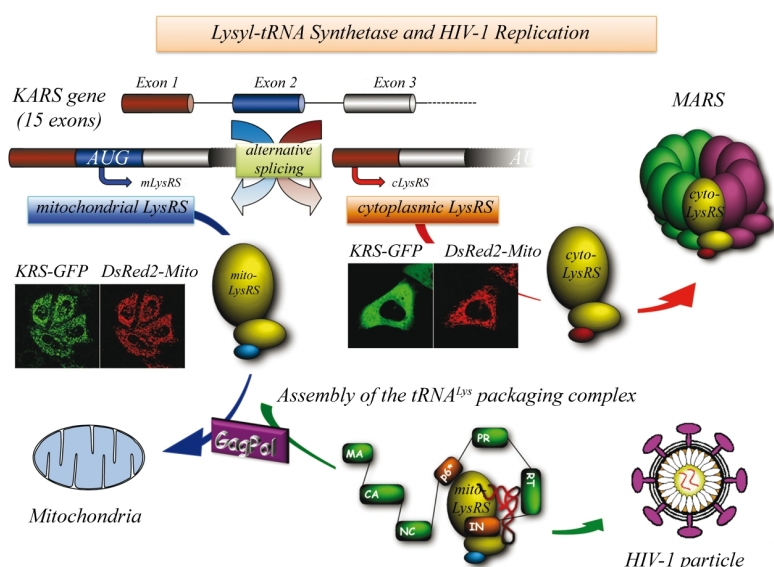 Lysyl-tRNA Synthetase and HIV-1 Replication
KARS gene
(15 exons)
Exon 1
Exon 2
Exon 3
MARS
AUG
mLysRS
alternative
splicing
cLysRS
AU
mitochondrial LysRS
cytoplasmic LysRS
cyto-
LysRS
KRS-GFP
DsRed2-Mito
mito-
LysRS
KRS-GFP
DsRed2-Mito
cyto-
LysRS
Assembly of the tRNALys packaging complex
GagPol
Mitochondria
MA
CA
NC
p6*
PR
RT
IN
mito-
LysRS
HIV-1 particle